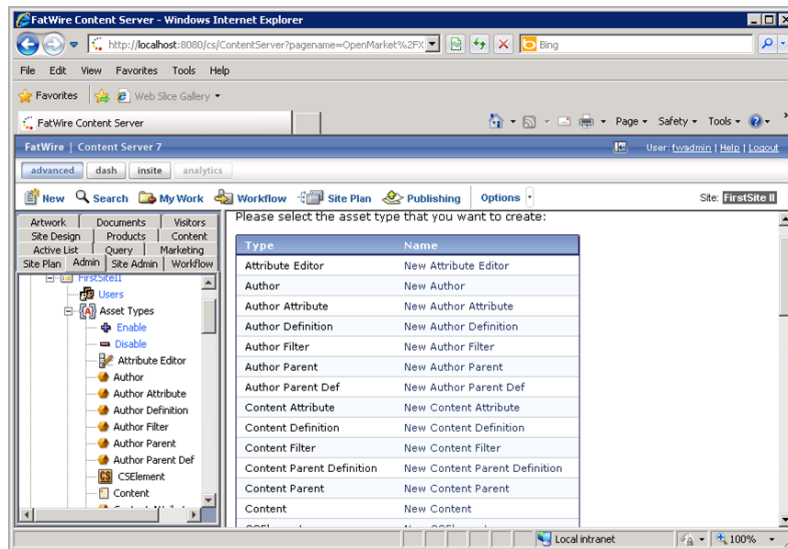 FatWire Content Server - Windows Internet Explorer
http://localhost:8080/cs/ContentServer?pagename=OpenMarket%2FX
Bing
File Edit View Favorites Tools Help
Favorites Web Slice Gallery
FatWire Content Server
Page Safety Tools
FatWire | Content Server 7
User: fwadmin | Help | Logout
advanced dash insite analytics
New Search My Work Workflow Site Plan Publishing Options Site: FirstSite II
Artwork Documents Visitors
Site Design Products Content
Active List Query Marketing
Site Plan Admin Site Admin Workflow
FirstSiteII
Users
Asset Types
Enable
Disable
Attribute Editor
Author
Author Attribute
Author Definition
Author Filter
Author Parent
Author Parent Def
CSElement
Content
Please select the asset type that you want to create:
Type Name
Attribute Editor New Attribute Editor
Author New Author
Author Attribute New Author Attribute
Author Definition New Author Definition
Author Filter New Author Filter
Author Parent New Author Parent
Author Parent Def New Author Parent Def
Content Attribute New Content Attribute
Content Definition New Content Definition
Content Filter New Content Filter
Content Parent Definition New Content Parent Definition
Content Parent New Content Parent
Content New Content
Local intranet 100%